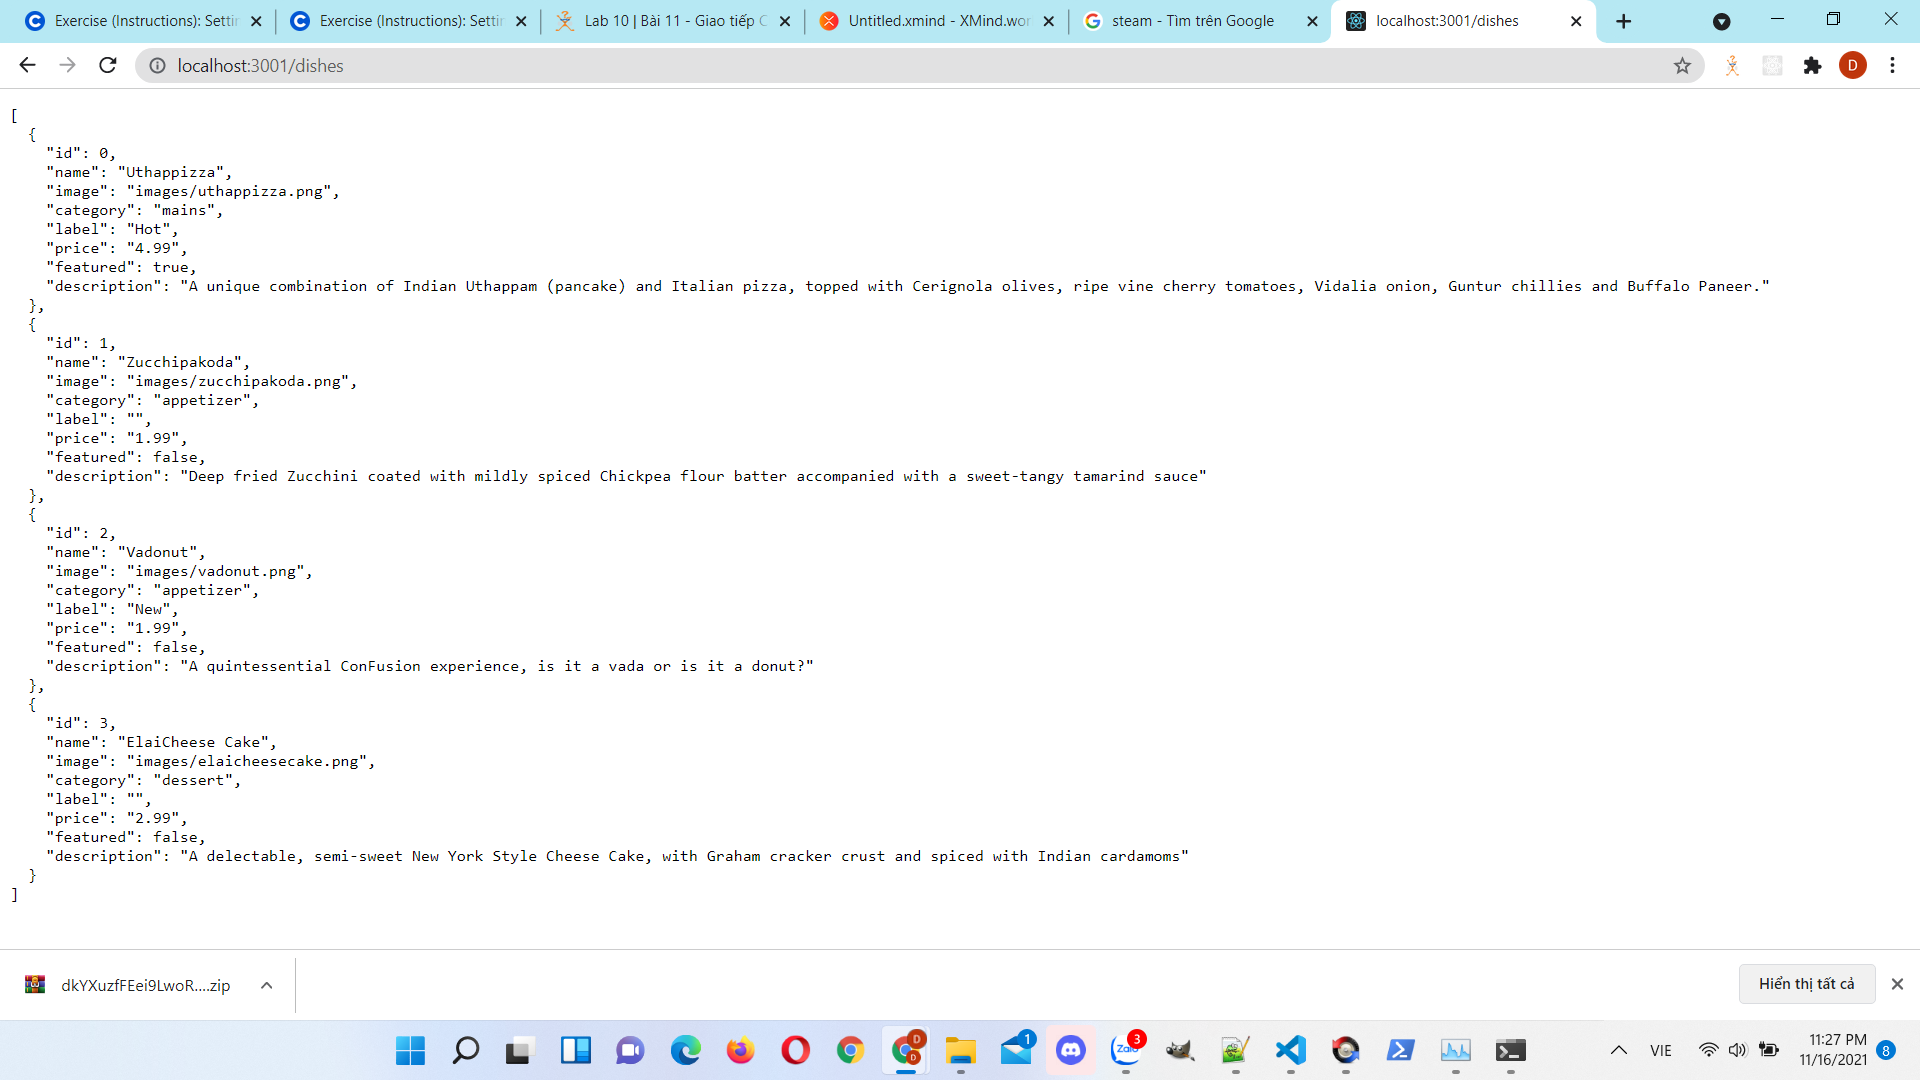 Exercise (Instructions): Settin
Exercise (Instructions): Settin
Lab 10 | Bài 11 - Giao tiếp C
Untitled.xmind - XMind.wor
steam - Tìm trên Google
localhost:3001/dishes
localhost:3001/dishes
D
[
{
"id": 0,
"name": "Uthappizza",
"image": "images/uthappizza.png",
"category": "mains",
"label": "Hot",
"price": "4.99",
"featured": true,
"description": "A unique combination of Indian Uthappam (pancake) and Italian pizza, topped with Cerignola olives, ripe vine cherry tomatoes, Vidalia onion, Guntur chillies and Buffalo Paneer."
},
{
"id": 1,
"name": "Zucchipakoda",
"image": "images/zucchipakoda.png",
"category": "appetizer",
"label": "",
"price": "1.99",
"featured": false,
"description": "Deep fried Zucchini coated with mildly spiced Chickpea flour batter accompanied with a sweet-tangy tamarind sauce"
},
{
"id": 2,
"name": "Vadonut",
"image": "images/vadonut.png",
"category": "appetizer",
"label": "New",
"price": "1.99",
"featured": false,
"description": "A quintessential ConFusion experience, is it a vada or is it a donut?"
},
{
"id": 3,
"name": "ElaiCheese Cake",
"image": "images/elaicheesecake.png",
"category": "dessert",
"label": "",
"price": "2.99",
"featured": false,
"description": "A delectable, semi-sweet New York Style Cheese Cake, with Graham cracker crust and spiced with Indian cardamoms"
}
]
dkYXuzfFEei9LwoR....zip
Hiển thị tất cả
D
D
1
Zalo
3
VIE
11:27 PM
11/16/2021
8